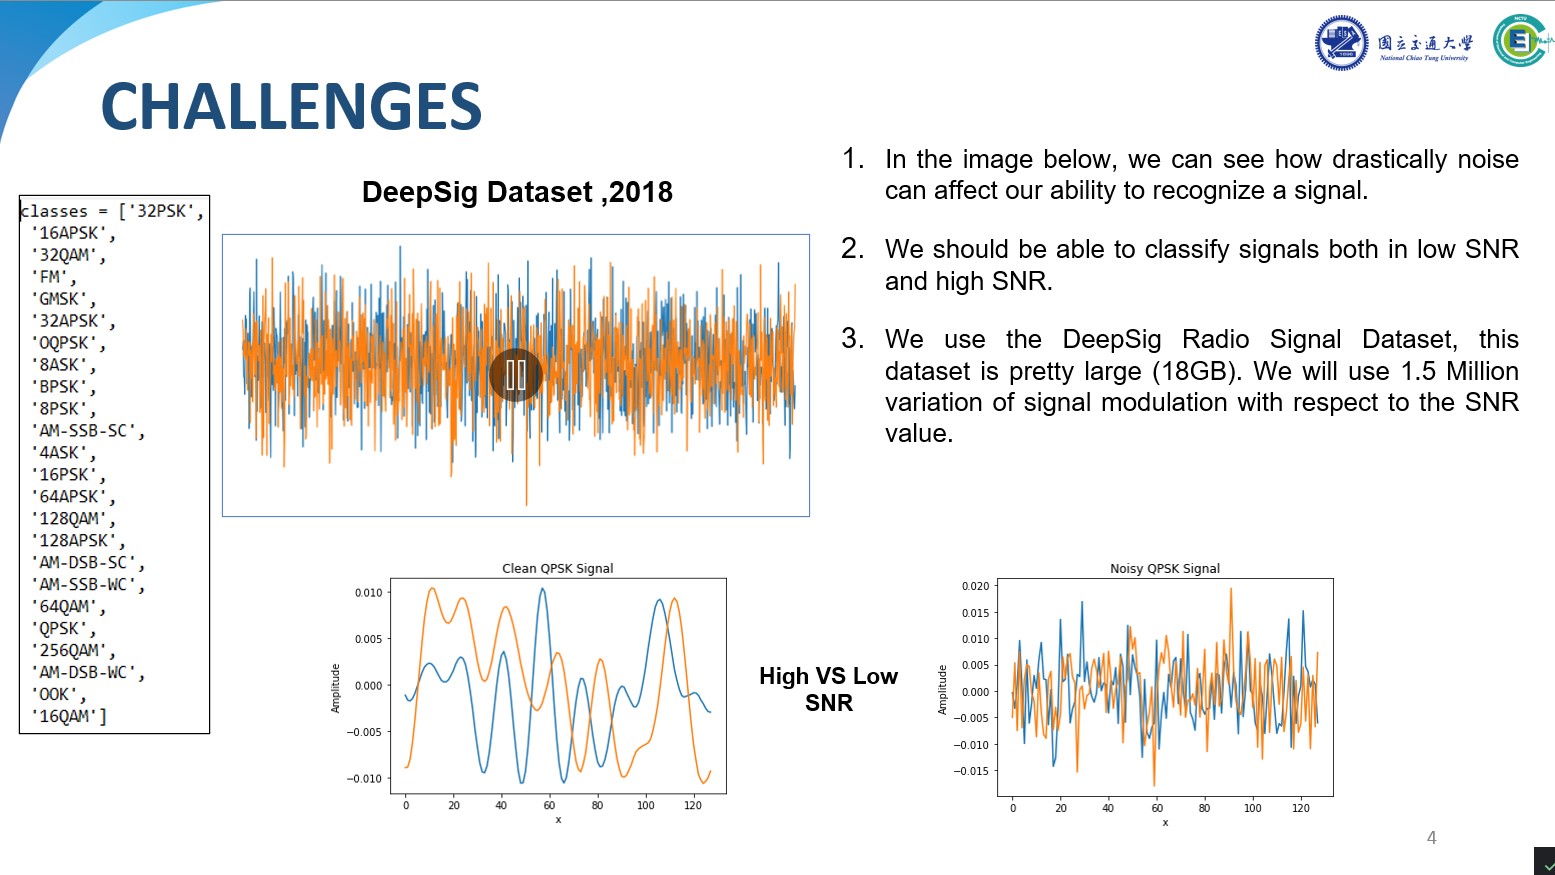 國立交通大學
National Chiao Tung University
NCTU
E
CHALLENGES
DeepSig Dataset ,2018
classes = ['32PSK',
'16APSK',
'32QAM',
'FM',
'GMSK',
'32APSK',
'OQPSK',
'8ASK',
'BPSK',
'8PSK',
'AM-SSB-SC',
'4ASK',
'16PSK',
'64APSK',
'128QAM',
'128APSK',
'AM-DSB-SC',
'AM-SSB-WC',
'64QAM',
'QPSK',
'256QAM',
'AM-DSB-WC',
'OOK',
'16QAM']
1. In the image below, we can see how drastically noise
can affect our ability to recognize a signal.
2. We should be able to classify signals both in low SNR
and high SNR.
3. We use the DeepSig Radio Signal Dataset, this
dataset is pretty large (18GB). We will use 1.5 Million
variation of signal modulation with respect to the SNR
value.
Clean QPSK Signal
0.010
0.005
0.000
−0.005
−0.010
Amplitude
0 20 40 60 80 100 120
x
High VS Low
SNR
Noisy QPSK Signal
0.020
0.015
0.010
0.005
0.000
−0.005
−0.010
−0.015
Amplitude
0 20 40 60 80 100 120
x
4